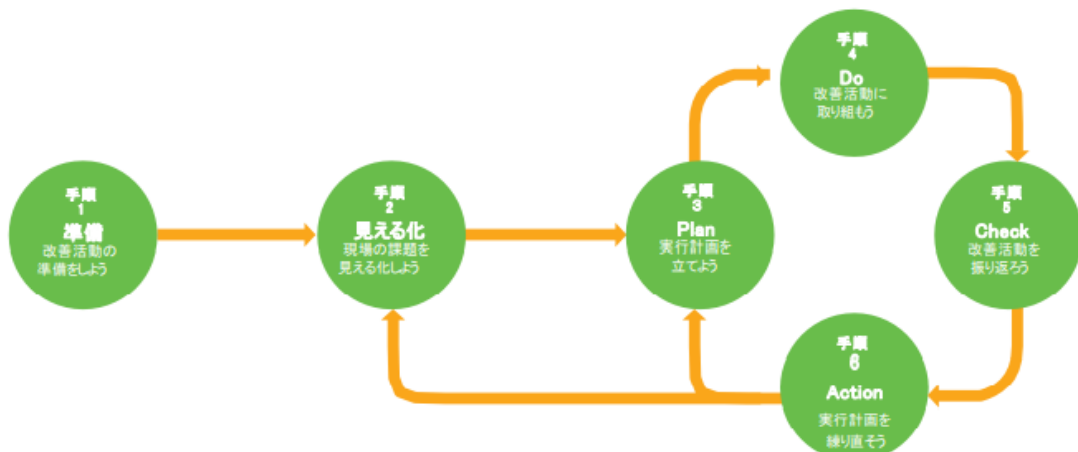 手順
1
準備
改善活動の
準備をしよう
手順
2
見える化
現場の課題を
見える化しよう
手順
3
Plan
実行計画を
立てよう
手順
4
Do
改善活動に
取り組もう
手順
5
Check
改善活動を
振り返ろう
手順
6
Action
実行計画を
練り直そう